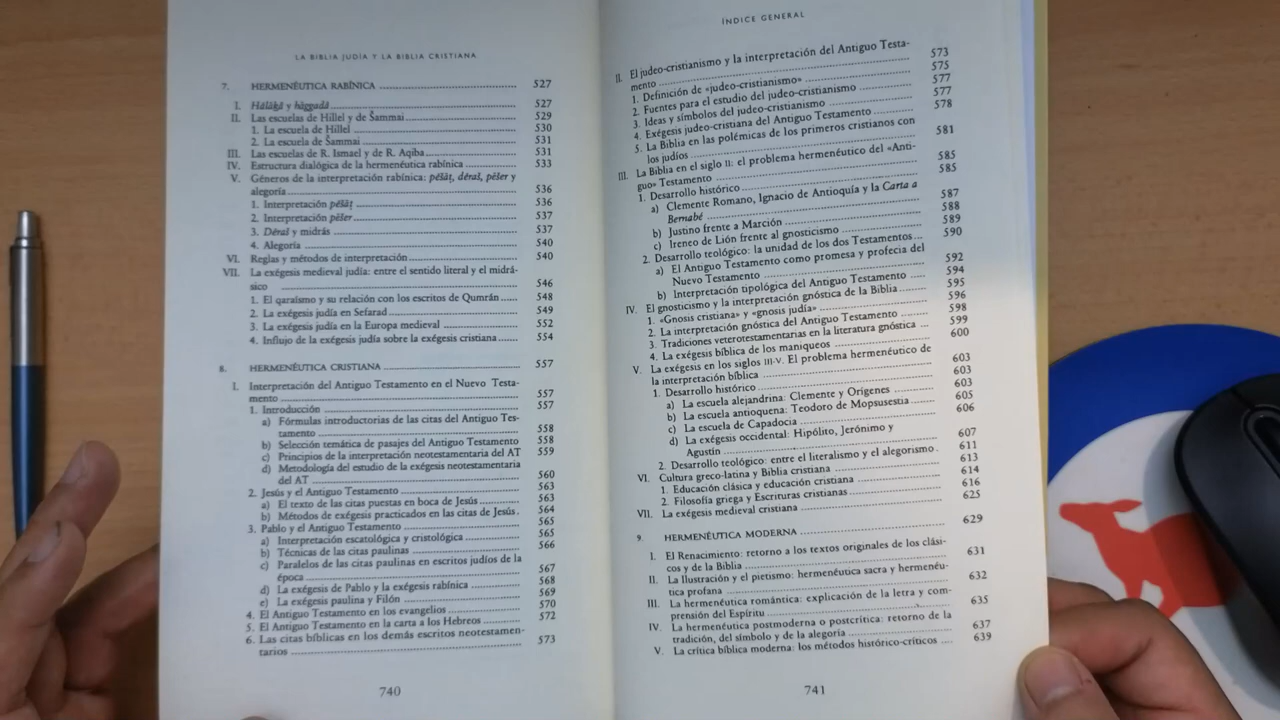 LA BIBLIA JUDÍA Y LA BIBLIA CRISTIANA
7. HERMENÉUTICA RABÍNICA ........ 527
I. Hălākâ y haggadâ ........ 527
II. Las escuelas de Hillel y de Šammai ........ 529
1. La escuela de Hillel ........ 530
2. La escuela de Šammai ........ 531
III. Las escuelas de R. Ismael y de R. Aqiba ........ 531
IV. Estructura dialógica de la hermenéutica rabínica ........ 533
V. Géneros de la interpretación rabínica: pěšāṭ, děraš, pěšer y
alegoría ........ 536
1. Interpretación pěšāṭ ........ 536
2. Interpretación pěšer ........ 537
3. Děraš y midrás ........ 537
4. Alegoría ........ 540
VI. Reglas y métodos de interpretación ........ 540
VII. La exégesis medieval judía: entre el sentido literal y el midrá-
sico ........ 546
1. El qaraísmo y su relación con los escritos de Qumrán ...... 548
2. La exégesis judía en Sefarad ........ 549
3. La exégesis judía en la Europa medieval ........ 552
4. Influjo de la exégesis judía sobre la exégesis cristiana ...... 554
8. HERMENÉUTICA CRISTIANA ........ 557
I. Interpretación del Antiguo Testamento en el Nuevo Testa-
mento ........ 557
1. Introducción ........ 557
a) Fórmulas introductorias de las citas del Antiguo Tes-
tamento ........ 558
b) Selección temática de pasajes del Antiguo Testamento 558
c) Principios de la interpretación neotestamentaria del AT 559
d) Metodología del estudio de la exégesis neotestamentaria
del AT ........ 560
2. Jesús y el Antiguo Testamento ........ 563
a) El texto de las citas puestas en boca de Jesús ........ 563
b) Métodos de exégesis practicados en las citas de Jesús . 564
3. Pablo y el Antiguo Testamento ........ 565
a) Interpretación escatológica y cristológica ........ 565
b) Técnicas de las citas paulinas ........ 566
c) Paralelos de las citas paulinas en escritos judíos de la
época ........ 567
d) La exégesis de Pablo y la exégesis rabínica ........ 568
e) La exégesis paulina y Filón ........ 569
4. El Antiguo Testamento en los evangelios ........ 570
5. El Antiguo Testamento en la carta a los Hebreos ........ 572
6. Las citas bíblicas en los demás escritos neotestamen-
tarios ........ 573
740
ÍNDICE GENERAL
II. El judeo-cristianismo y la interpretación del Antiguo Testa-
mento ........ 573
1. Definición de «judeo-cristianismo» ........ 575
2. Fuentes para el estudio del judeo-cristianismo ........ 577
3. Ideas y símbolos del judeo-cristianismo ........ 577
4. Exégesis judeo-cristiana del Antiguo Testamento ........ 578
5. La Biblia en las polémicas de los primeros cristianos con
los judíos ........ 581
III. La Biblia en el siglo II: el problema hermenéutico del «Anti-
guo» Testamento ........ 585
1. Desarrollo histórico ........ 585
a) Clemente Romano, Ignacio de Antioquía y la Carta a
Bernabé ........ 587
b) Justino frente a Marción ........ 588
c) Ireneo de Lión frente al gnosticismo ........ 589
2. Desarrollo teológico: la unidad de los dos Testamentos ... 590
a) El Antiguo Testamento como promesa y profecía del
Nuevo Testamento ........ 592
b) Interpretación tipológica del Antiguo Testamento ........ 594
IV. El gnosticismo y la interpretación gnóstica de la Biblia ........ 595
1. «Gnosis cristiana» y «gnosis judía» ........ 596
2. La interpretación gnóstica del Antiguo Testamento ........ 598
3. Tradiciones veterotestamentarias en la literatura gnóstica ... 599
4. La exégesis bíblica de los maniqueos ........ 600
V. La exégesis en los siglos III-V. El problema hermenéutico de
la interpretación bíblica ........ 603
1. Desarrollo histórico ........ 603
a) La escuela alejandrina: Clemente y Orígenes ........ 603
b) La escuela antioquena: Teodoro de Mopsusestia ........ 605
c) La escuela de Capadocia ........ 606
d) La exégesis occidental: Hipólito, Jerónimo y
Agustín ........ 607
2. Desarrollo teológico: entre el literalismo y el alegorismo . 611
VI. Cultura greco-latina y Biblia cristiana ........ 613
1. Educación clásica y educación cristiana ........ 614
2. Filosofía griega y Escrituras cristianas ........ 616
VII. La exégesis medieval cristiana ........ 625
9. HERMENÉUTICA MODERNA ........ 629
I. El Renacimiento: retorno a los textos originales de los clási-
cos y de la Biblia ........ 631
II. La Ilustración y el pietismo: hermenéutica sacra y hermenéu-
tica profana ........ 632
III. La hermenéutica romántica: explicación de la letra y com-
prensión del Espíritu ........ 635
IV. La hermenéutica postmoderna o postcrítica: retorno de la
tradición, del símbolo y de la alegoría ........ 637
V. La crítica bíblica moderna: los métodos histórico-críticos .... 639
741